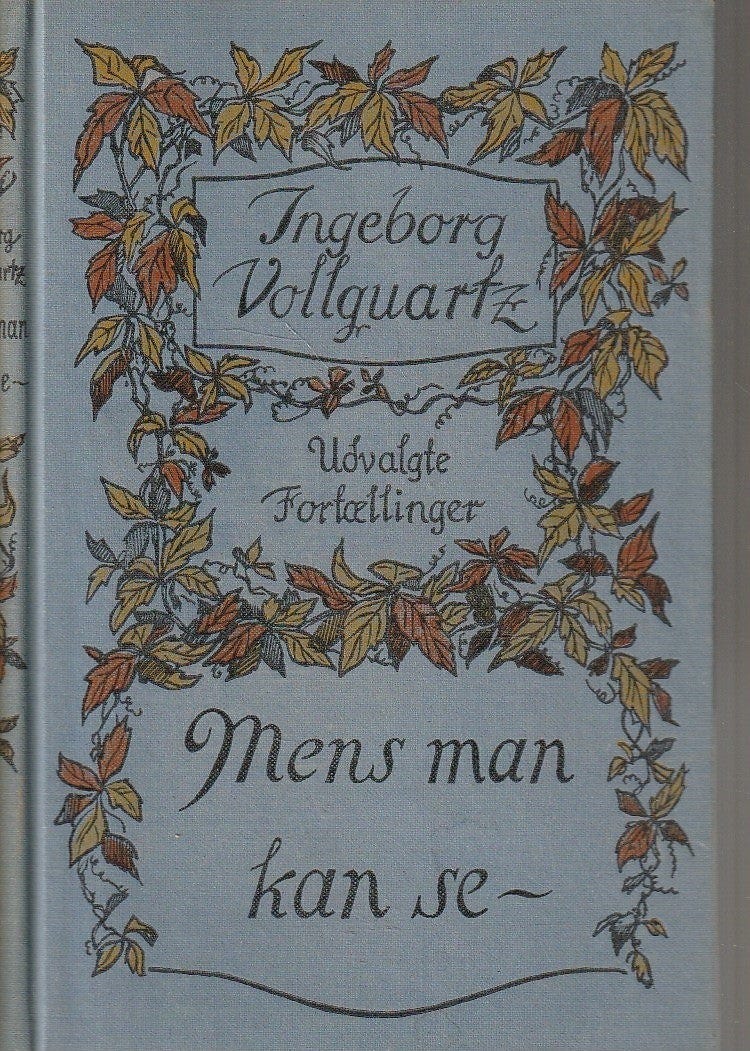 Ingeborg
Vollquartz
Udvalgte
Fortællinger
Mens man
kan se~